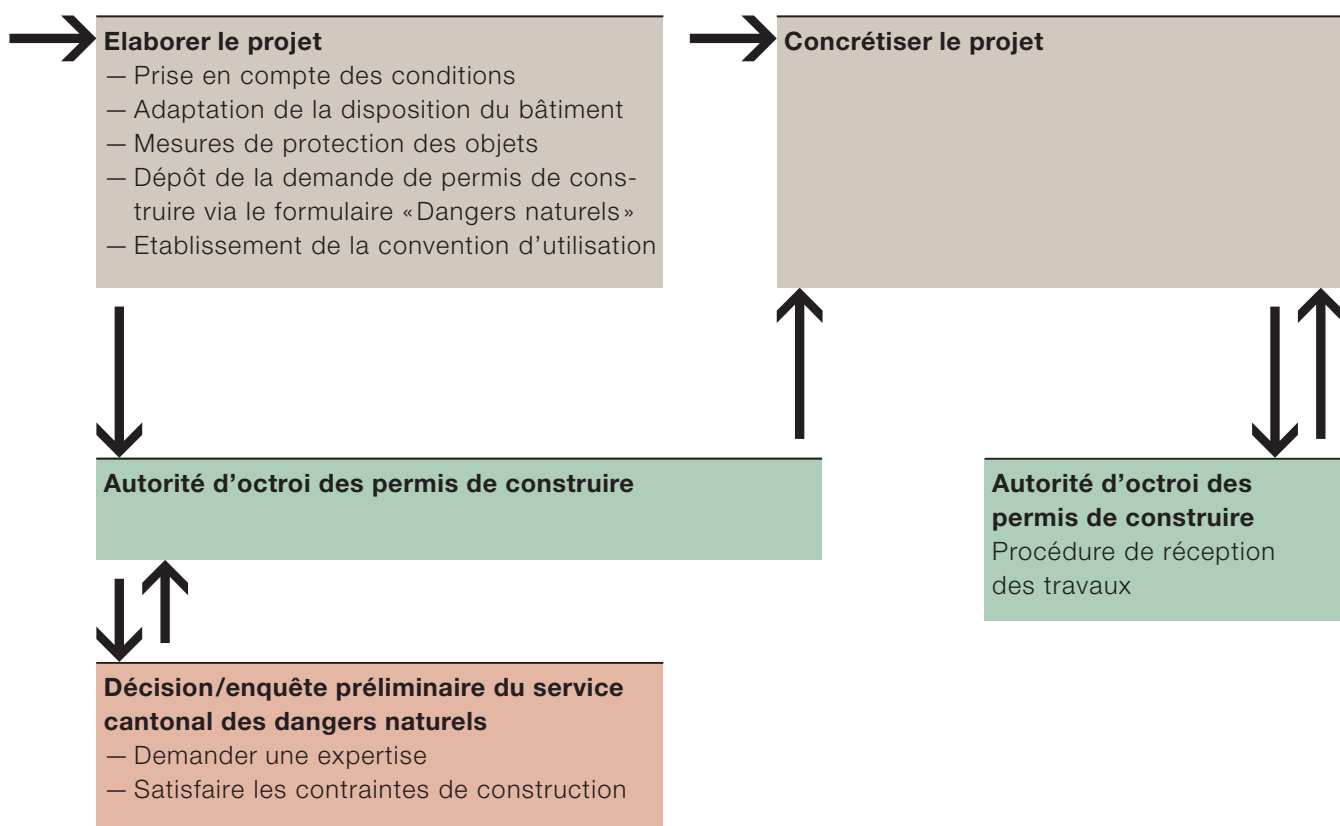 Elaborer le projet
— Prise en compte des conditions
— Adaptation de la disposition du bâtiment
— Mesures de protection des objets
— Dépôt de la demande de permis de cons-
truire via le formulaire «Dangers naturels»
— Etablissement de la convention d’utilisation
Concrétiser le projet
Autorité d’octroi des permis de construire
Autorité d’octroi des
permis de construire
Procédure de réception
des travaux
Décision/enquête préliminaire du service
cantonal des dangers naturels
— Demander une expertise
— Satisfaire les contraintes de construction